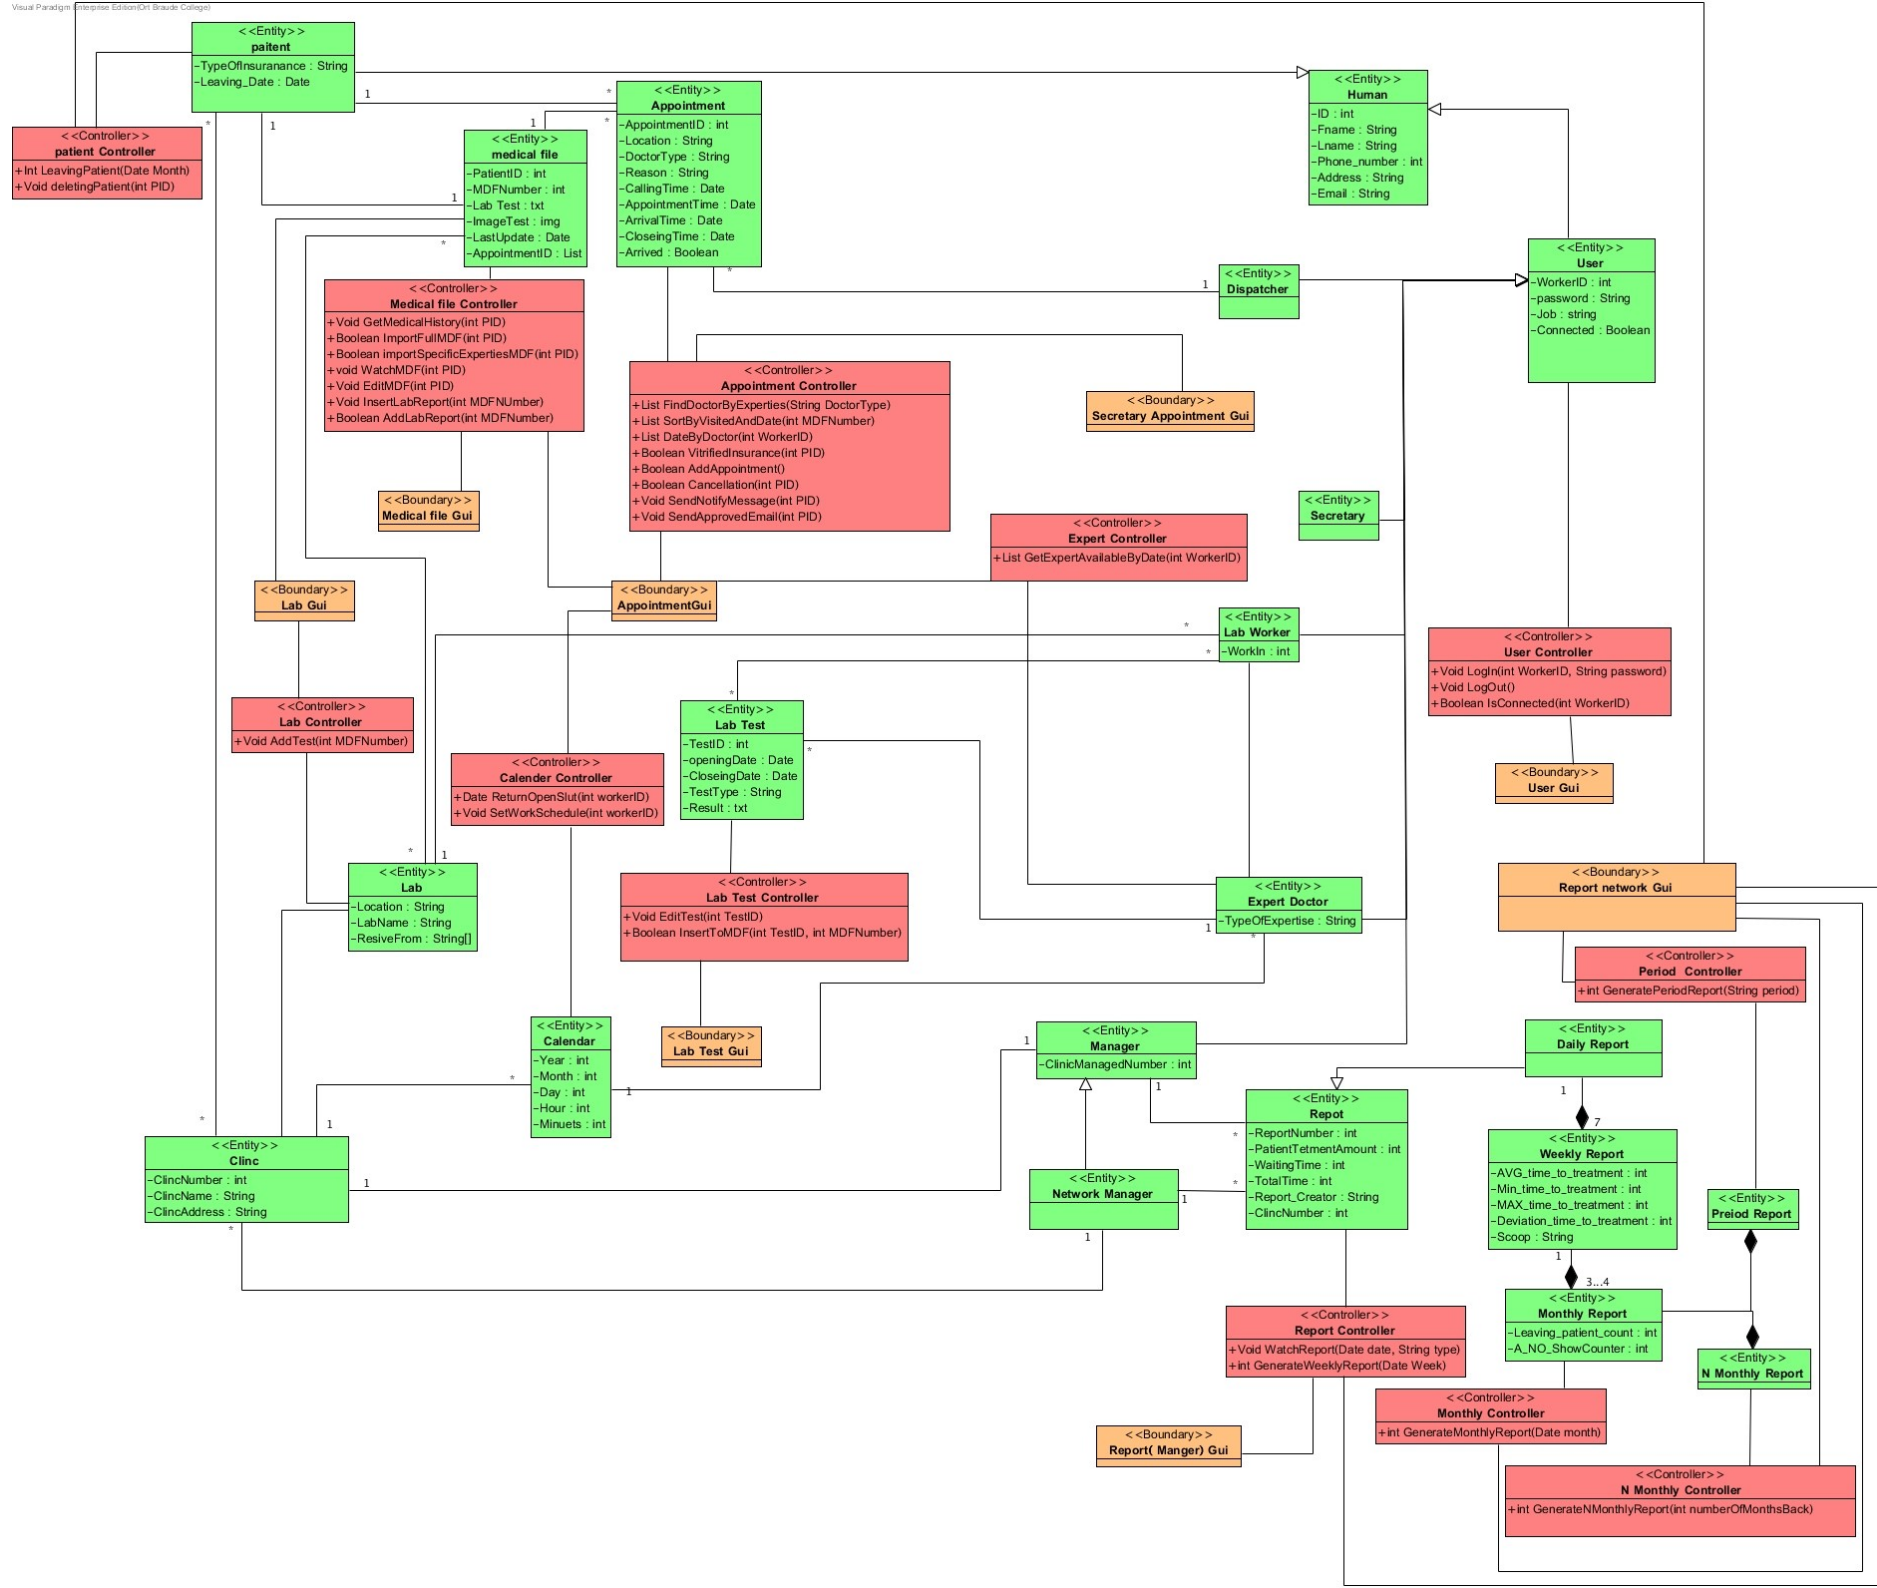 Visual Paradigm Enterprise Edition(Ort Braude College)
<<Entity>>
paitent
-TypeOfInsuranance : String
-Leaving_Date : Date
<<Controller>>
patient Controller
+Int LeavingPatient(Date Month)
+Void deletingPatient(int PID)
1
*
*
1
*
1
<<Entity>>
Appointment
-AppointmentID : int
-Location : String
-DoctorType : String
-Reason : String
-CallingTime : Date
-AppointmentTime : Date
-ArrivalTime : Date
-CloseingTime : Date
-Arrived : Boolean
<<Entity>>
medical file
-PatientID : int
-MDFNumber : int
-Lab Test : txt
-ImageTest : img
-LastUpdate : Date
-AppointmentID : List
1
*
<<Entity>>
Human
-ID : int
-Fname : String
-Lname : String
-Phone_number : int
-Address : String
-Email : String
<<Entity>>
User
-WorkerID : int
-password : String
-Job : string
-Connected : Boolean
*
1
<<Entity>>
Dispatcher
<<Controller>>
Medical file Controller
+Void GetMedicalHistory(int PID)
+Boolean ImportFullMDF(int PID)
+Boolean importSpecificExpertiesMDF(int PID)
+void WatchMDF(int PID)
+Void EditMDF(int PID)
+Void InsertLabReport(int MDFNUmber)
+Boolean AddLabReport(int MDFNumber)
<<Controller>>
Appointment Controller
+List FindDoctorByExperties(String DoctorType)
+List SortByVisitedAndDate(int MDFNumber)
+List DateByDoctor(int WorkerID)
+Boolean VitrifiedInsurance(int PID)
+Boolean AddAppointment()
+Boolean Cancellation(int PID)
+Void SendNotifyMessage(int PID)
+Void SendApprovedEmail(int PID)
<<Boundary>>
Secretary Appointment Gui
<<Boundary>>
Medical file Gui
<<Entity>>
Secretary
<<Controller>>
Expert Controller
+List GetExpertAvailableByDate(int WorkerID)
<<Boundary>>
Lab Gui
<<Boundary>>
AppointmentGui
*
*
<<Entity>>
Lab Worker
-WorkIn : int
<<Controller>>
User Controller
+Void LogIn(int WorkerID, String password)
+Void LogOut()
+Boolean IsConnected(int WorkerID)
<<Controller>>
Lab Controller
+Void AddTest(int MDFNumber)
*
<<Entity>>
Lab Test
-TestID : int
-openingDate : Date
-CloseingDate : Date
-TestType : String
-Result : txt
*
<<Controller>>
Calender Controller
+Date ReturnOpenSlut(int workerID)
+Void SetWorkSchedule(int workerID)
<<Boundary>>
User Gui
*
1
<<Entity>>
Lab
-Location : String
-LabName : String
-ResiveFrom : String[]
<<Controller>>
Lab Test Controller
+Void EditTest(int TestID)
+Boolean InsertToMDF(int TestID, int MDFNumber)
<<Entity>>
Expert Doctor
-TypeOfExpertise : String
1
*
<<Boundary>>
Report network Gui
<<Controller>>
Period  Controller
+int GeneratePeriodReport(String period)
<<Entity>>
Calendar
-Year : int
-Month : int
-Day : int
-Hour : int
-Minuets : int
*
1
<<Boundary>>
Lab Test Gui
1
<<Entity>>
Manager
-ClinicManagedNumber : int
1
<<Entity>>
Daily Report
1
7
*
1
<<Entity>>
Clinc
-ClincNumber : int
-ClincName : String
-ClincAddress : String
1
*
<<Entity>>
Repot
-ReportNumber : int
-PatientTetmentAmount : int
-WaitingTime : int
-TotalTime : int
-Report_Creator : String
-ClincNumber : int
*
*
<<Entity>>
Network Manager
1
1
<<Entity>>
Weekly Report
-AVG_time_to_treatment : int
-Min_time_to_treatment : int
-MAX_time_to_treatment : int
-Deviation_time_to_treatment : int
-Scoop : String
1
3...4
<<Entity>>
Preiod Report
<<Entity>>
Monthly Report
-Leaving_patient_count : int
-A_NO_ShowCounter : int
<<Controller>>
Report Controller
+Void WatchReport(Date date, String type)
+int GenerateWeeklyReport(Date Week)
<<Entity>>
N Monthly Report
<<Controller>>
Monthly Controller
+int GenerateMonthlyReport(Date month)
<<Boundary>>
Report( Manger) Gui
<<Controller>>
N Monthly Controller
+int GenerateNMonthlyReport(int numberOfMonthsBack)